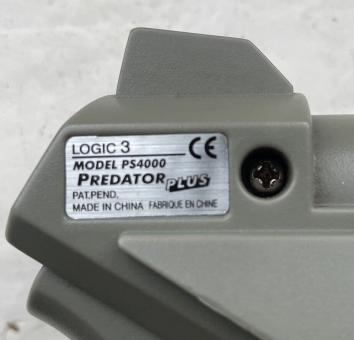 LOGIC 3 CE
MODEL PS4000
PREDATOR PLUS
PAT.PEND.
MADE IN CHINA FABRIQUE EN CHINE